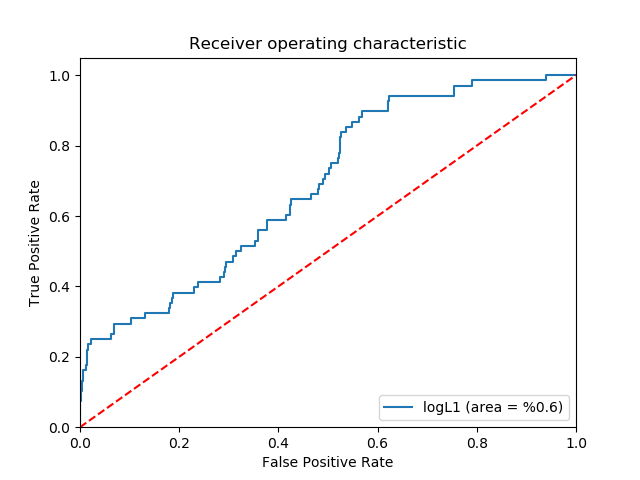 Receiver operating characteristic
True Positive Rate
1.0
0.8
0.6
0.4
0.2
0.0
logL1 (area = %0.6)
0.0 0.2 0.4 0.6 0.8 1.0
False Positive Rate